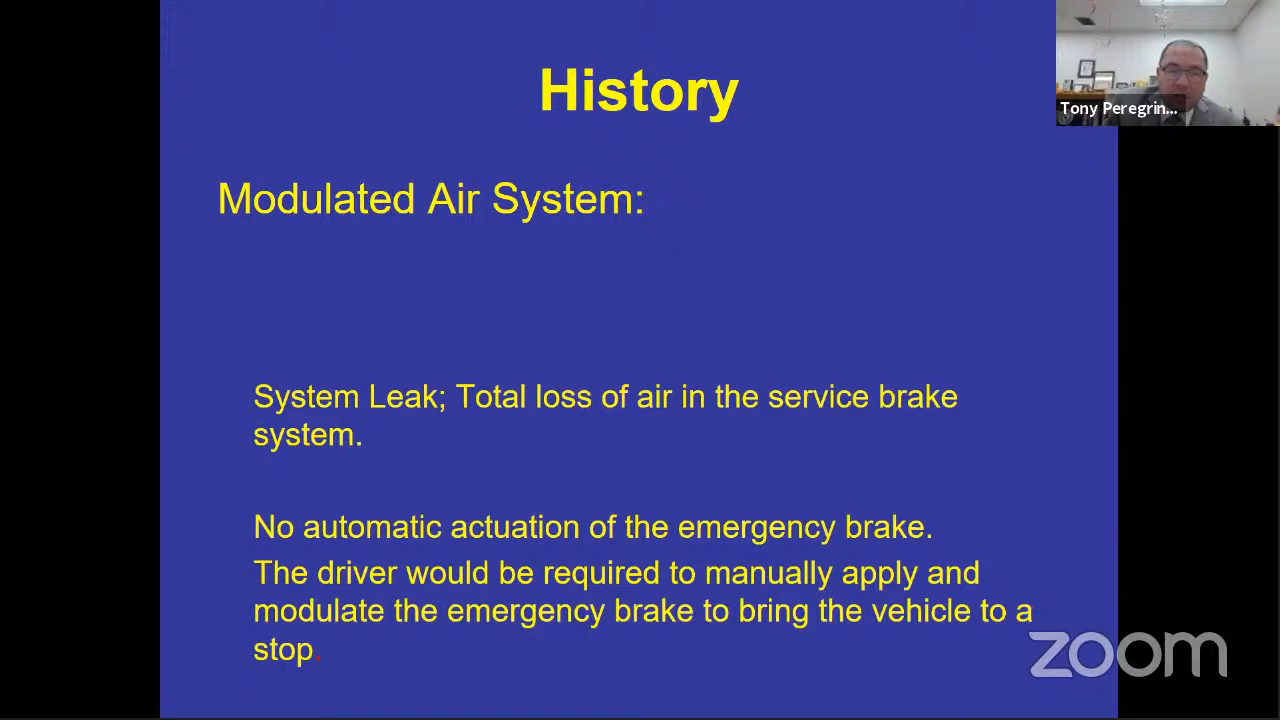 History
Tony Peregrin...
Modulated Air System:
System Leak; Total loss of air in the service brake
system.
No automatic actuation of the emergency brake.
The driver would be required to manually apply and
modulate the emergency brake to bring the vehicle to a
stop.
zoom